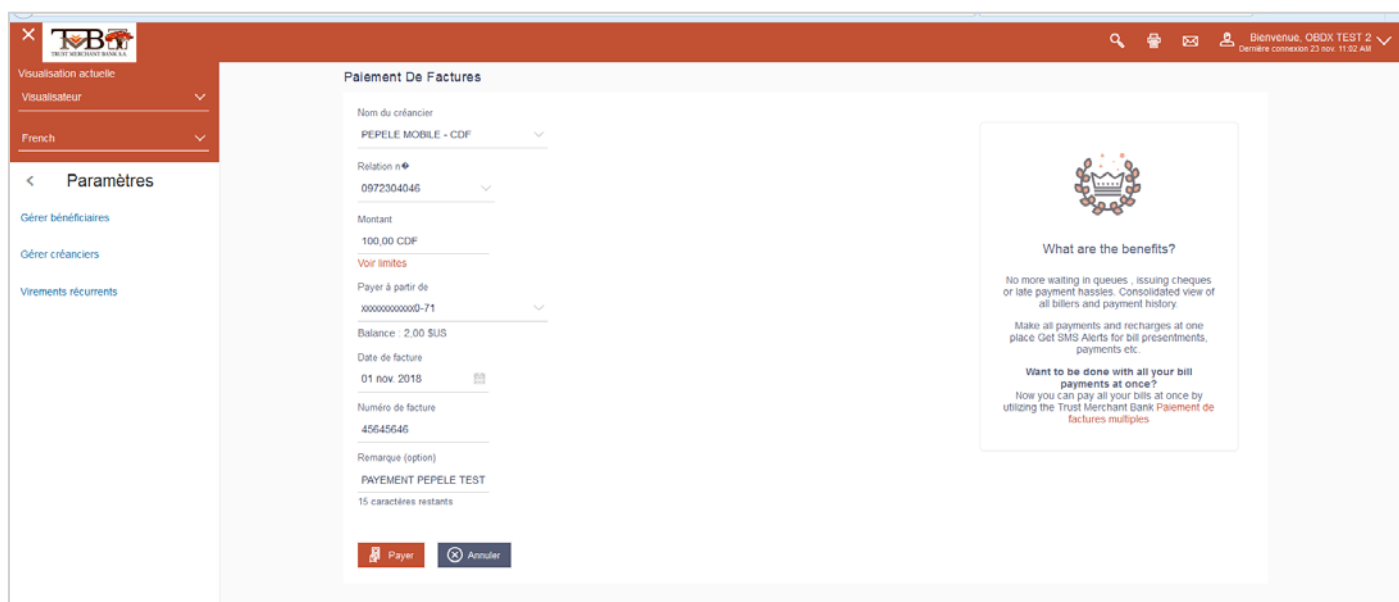 TMB
TRUST MERCHANT BANK S.A.
Bienvenue, OBDX TEST 2
Dernière connexion 23 nov. 11:02 AM
Visualisation actuelle
Visualisateur
French
Paramètres
Gérer bénéficiaires
Gérer créanciers
Virements récurrents
Paiement De Factures
Nom du créancier
PEPELE MOBILE - CDF
Relation n�
0972304046
Montant
100,00 CDF
Voir limites
Payer à partir de
xxxxxxxxxxxx0-71
Balance : 2,00 $US
Date de facture
01 nov. 2018
Numéro de facture
45645646
Remarque (option)
PAYEMENT PEPELE TEST
15 caractères restants
Payer
Annuler
What are the benefits?
No more waiting in queues , issuing cheques
or late payment hassles. Consolidated view of
all billers and payment history.
Make all payments and recharges at one
place Get SMS Alerts for bill presentments,
payments etc.
Want to be done with all your bill
payments at once?
Now you can pay all your bills at once by
utilizing the Trust Merchant Bank Paiement de
factures multiples